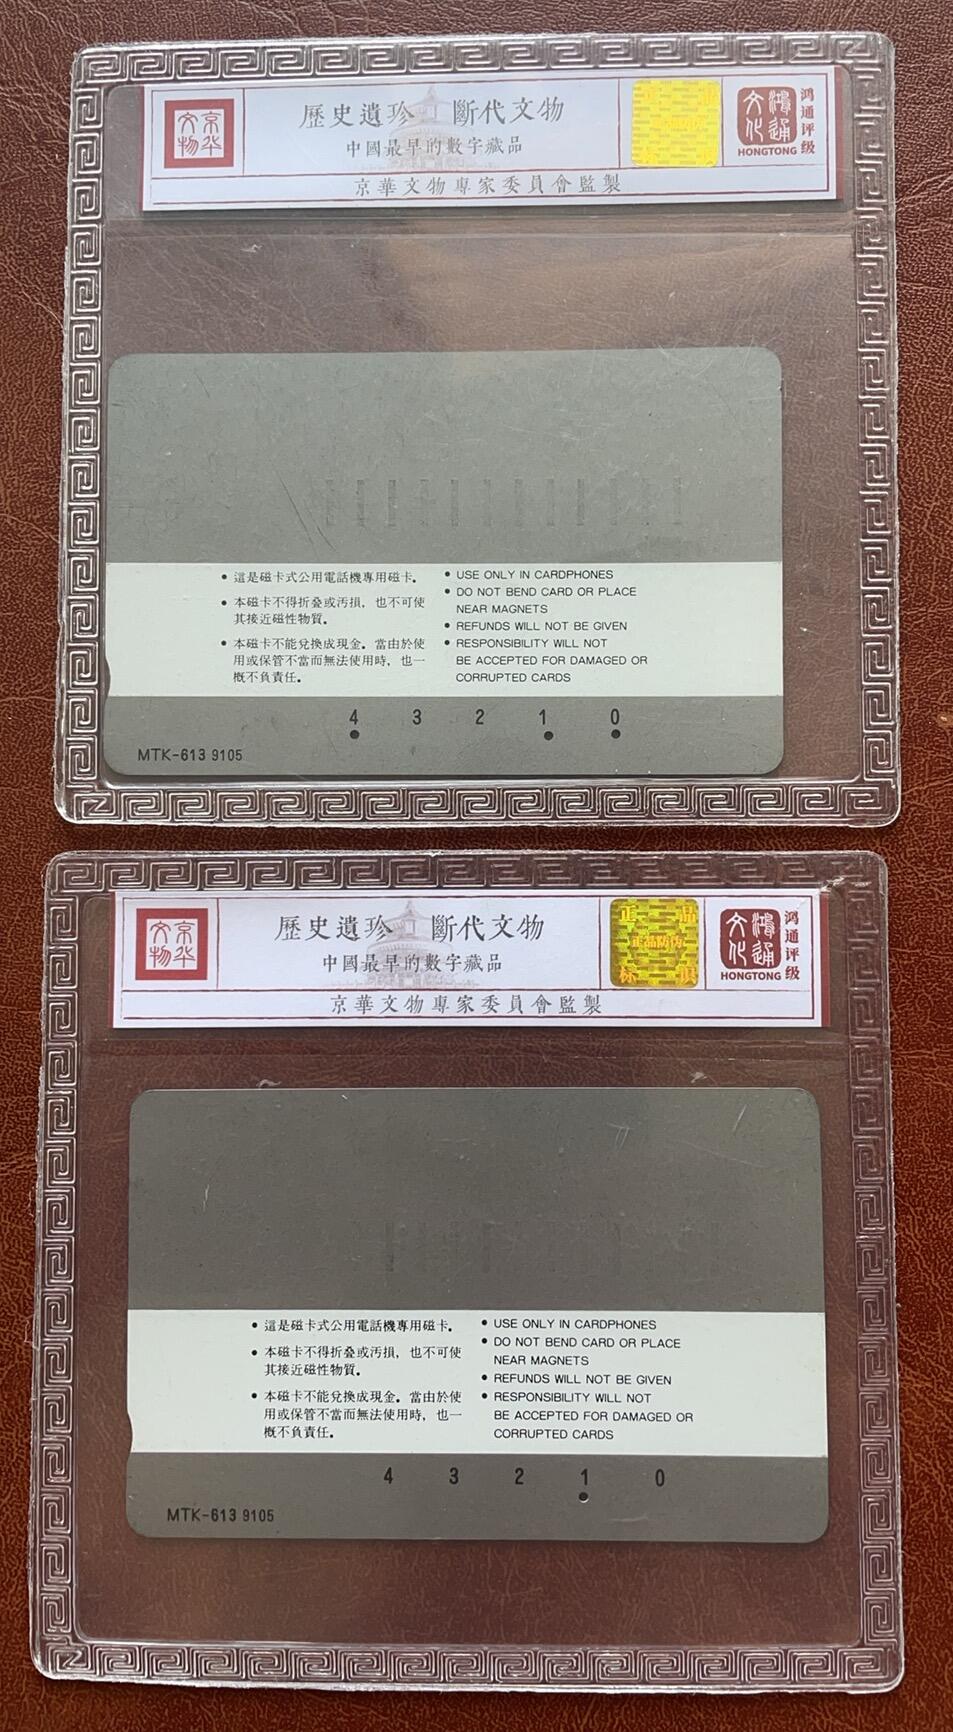 京华
文物
歷史遺珍 斷代文物
中國最早的數字藏品
京華文物專家委員會監製
鴻通
文化
HONGTONG
鸿通评级
• 這是磁卡式公用電話機專用磁卡。
• 本磁卡不得折叠或汚損，也不可使
其接近磁性物質。
• 本磁卡不能兌換成現金。當由於使
用或保管不當而無法使用時，也一
概不負責任。
• USE ONLY IN CARDPHONES
• DO NOT BEND CARD OR PLACE
NEAR MAGNETS
• REFUNDS WILL NOT BE GIVEN
• RESPONSIBILITY WILL NOT
BE ACCEPTED FOR DAMAGED OR
CORRUPTED CARDS
4 3 2 1 0
MTK-613 9105
京华
文物
歷史遺珍 斷代文物
中國最早的數字藏品
京華文物專家委員會監製
正 品
正品防伪
标 识
鴻通
文化
HONGTONG
鸿通评级
• 這是磁卡式公用電話機專用磁卡。
• 本磁卡不得折叠或汚損，也不可使
其接近磁性物質。
• 本磁卡不能兌換成現金。當由於使
用或保管不當而無法使用時，也一
概不負責任。
• USE ONLY IN CARDPHONES
• DO NOT BEND CARD OR PLACE
NEAR MAGNETS
• REFUNDS WILL NOT BE GIVEN
• RESPONSIBILITY WILL NOT
BE ACCEPTED FOR DAMAGED OR
CORRUPTED CARDS
4 3 2 1 0
MTK-613 9105